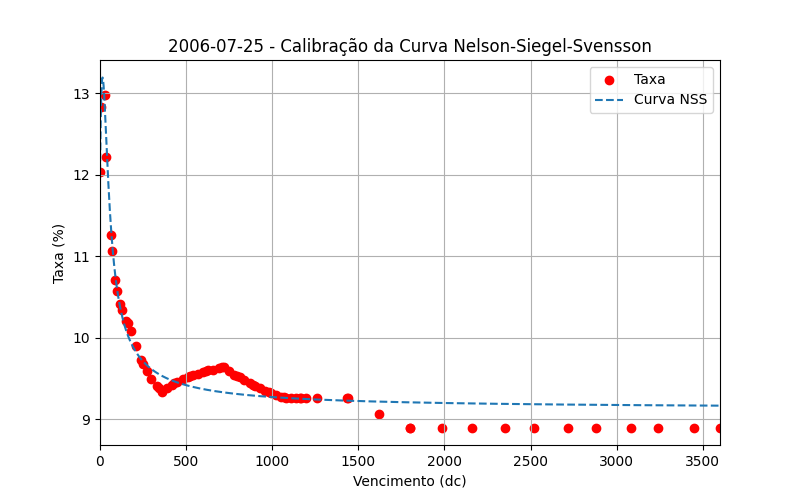 2006-07-25 - Calibração da Curva Nelson-Siegel-Svensson
Taxa
Curva NSS
Taxa (%)
13
12
11
10
9
0
500
1000
1500
2000
2500
3000
3500
Vencimento (dc)